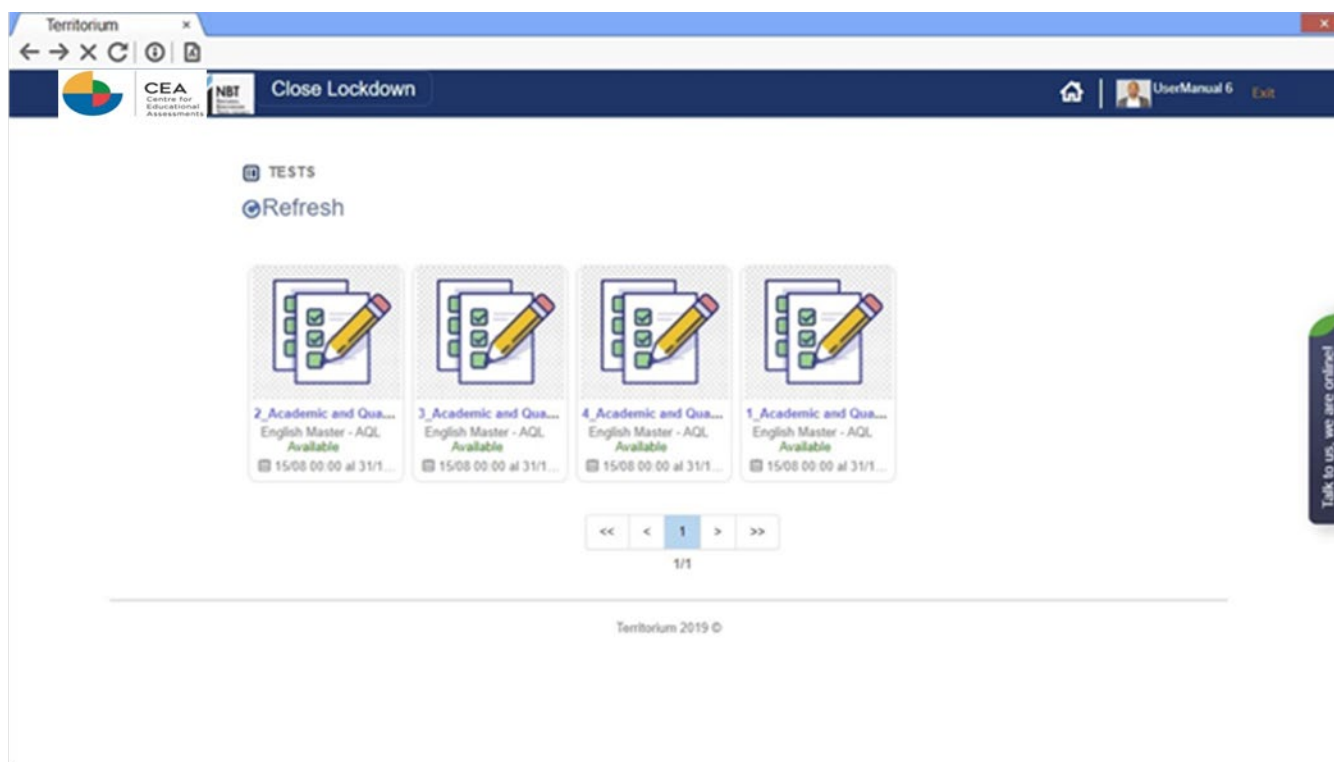 Territorium ×
CEA
Centre for
Educational
Assessments
NBT
Close Lockdown
UserManual 6
Exit
TESTS
Refresh
2_Academic and Qua...
English Master - AQL
Available
15/08 00:00 al 31/1...
3_Academic and Qua...
English Master - AQL
Available
15/08 00:00 al 31/1...
4_Academic and Qua...
English Master - AQL
Available
15/08 00:00 al 31/1...
1_Academic and Qua...
English Master - AQL
Available
15/08 00:00 al 31/1...
<< < 1 > >>
1/1
Territorium 2019 ©
Talk to us, we are online!